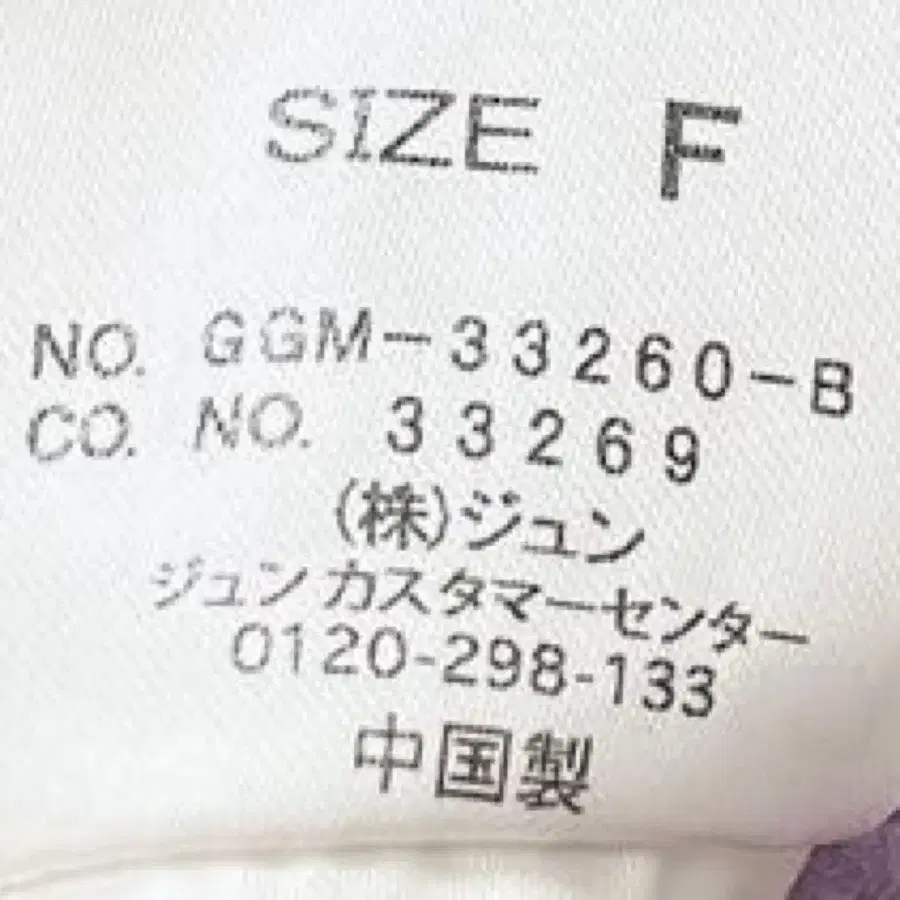 SIZE F
NO. GGM-33260-B
CO. NO. 33269
(株)ジュン
ジュンカスタマーセンター
0120-298-133
中国製